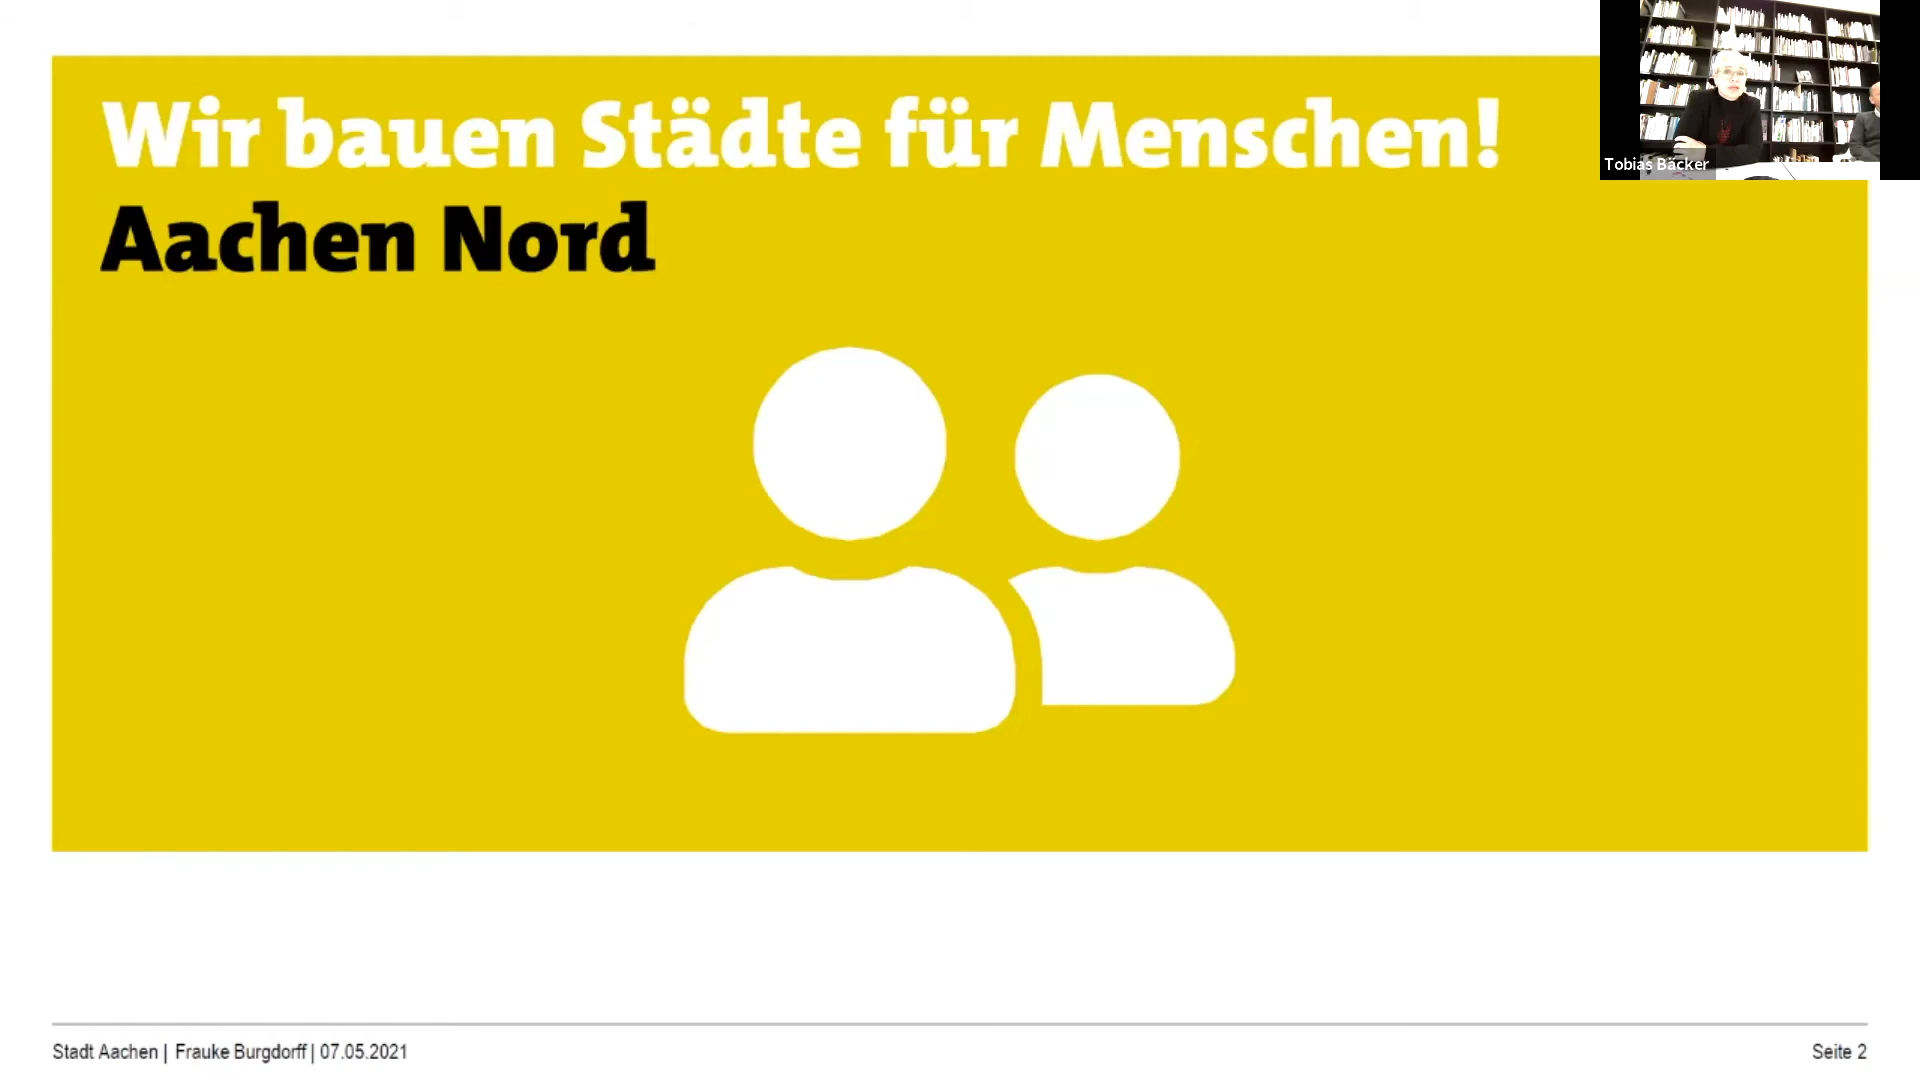 Wir bauen Städte für Menschen!
Aachen Nord
Tobias Bäcker
Stadt Aachen | Frauke Burgdorff | 07.05.2021
Seite 2